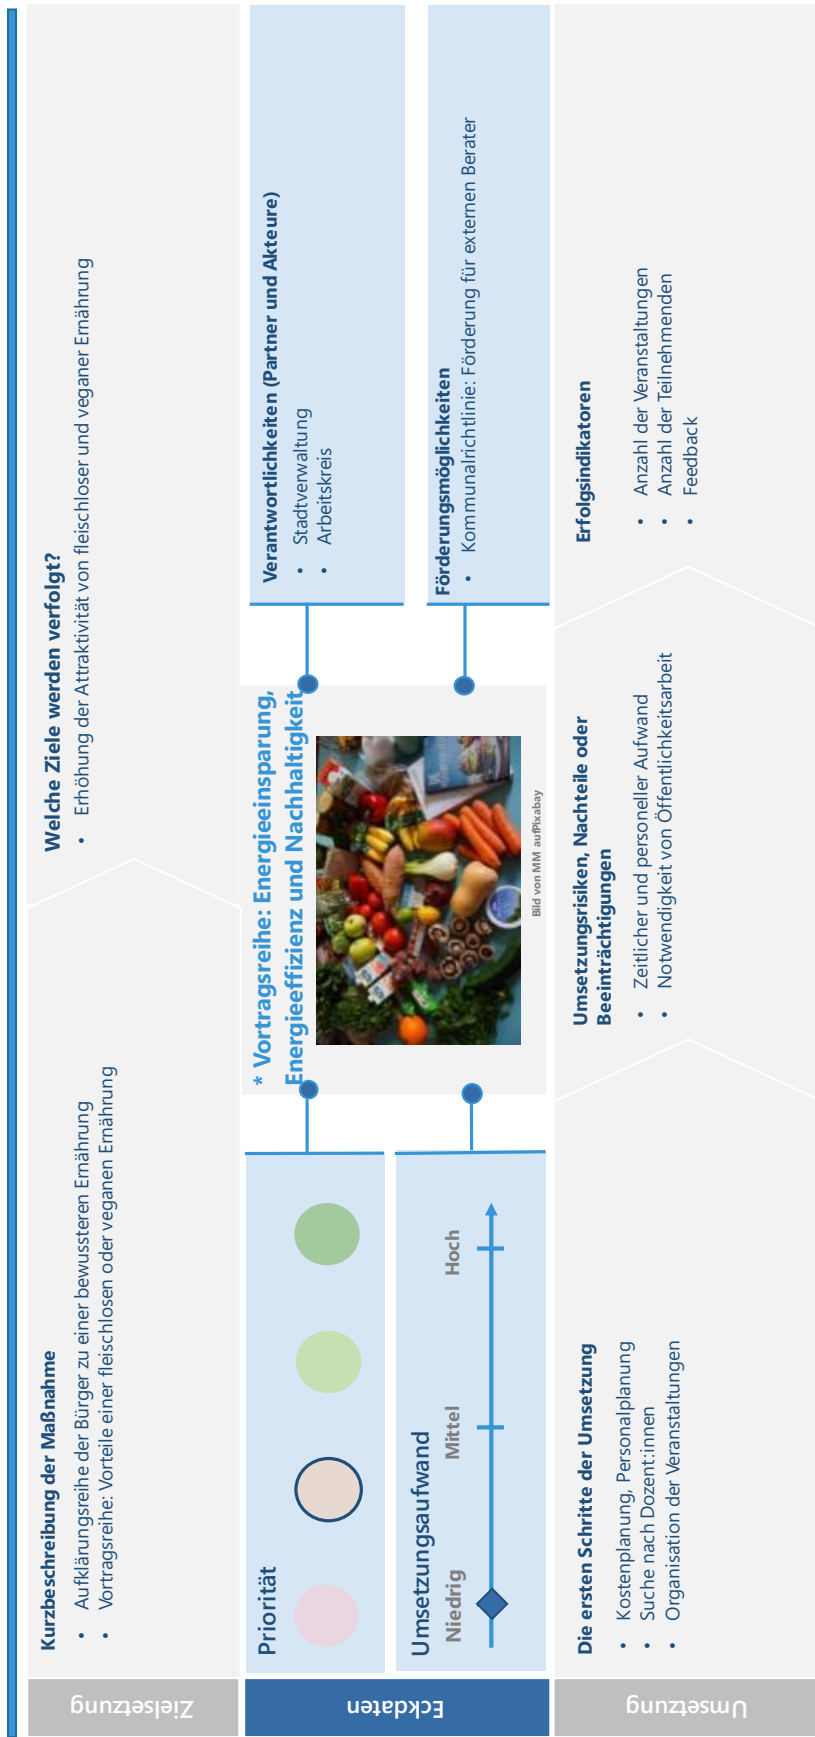 Zielsetzung
Kurzbeschreibung der Maßnahme
• Aufklärungsreihe der Bürger zu einer bewussteren Ernährung
• Vortragsreihe: Vorteile einer fleischlosen oder veganen Ernährung
Welche Ziele werden verfolgt?
• Erhöhung der Attraktivität von fleischloser und veganer Ernährung
Eckdaten
Priorität
Umsetzungsaufwand
Niedrig
Mittel
Hoch
* Vortragsreihe: Energieeinsparung,
Energieeffizienz und Nachhaltigkeit
Bild von MM aufPixabay
Verantwortlichkeiten (Partner und Akteure)
• Stadtverwaltung
• Arbeitskreis
Förderungsmöglichkeiten
• Kommunalrichtlinie: Förderung für externen Berater
Umsetzung
Die ersten Schritte der Umsetzung
• Kostenplanung, Personalplanung
• Suche nach Dozent:innen
• Organisation der Veranstaltungen
Umsetzungsrisiken, Nachteile oder
Beeinträchtigungen
• Zeitlicher und personeller Aufwand
• Notwendigkeit von Öffentlichkeitsarbeit
Erfolgsindikatoren
• Anzahl der Veranstaltungen
• Anzahl der Teilnehmenden
• Feedback